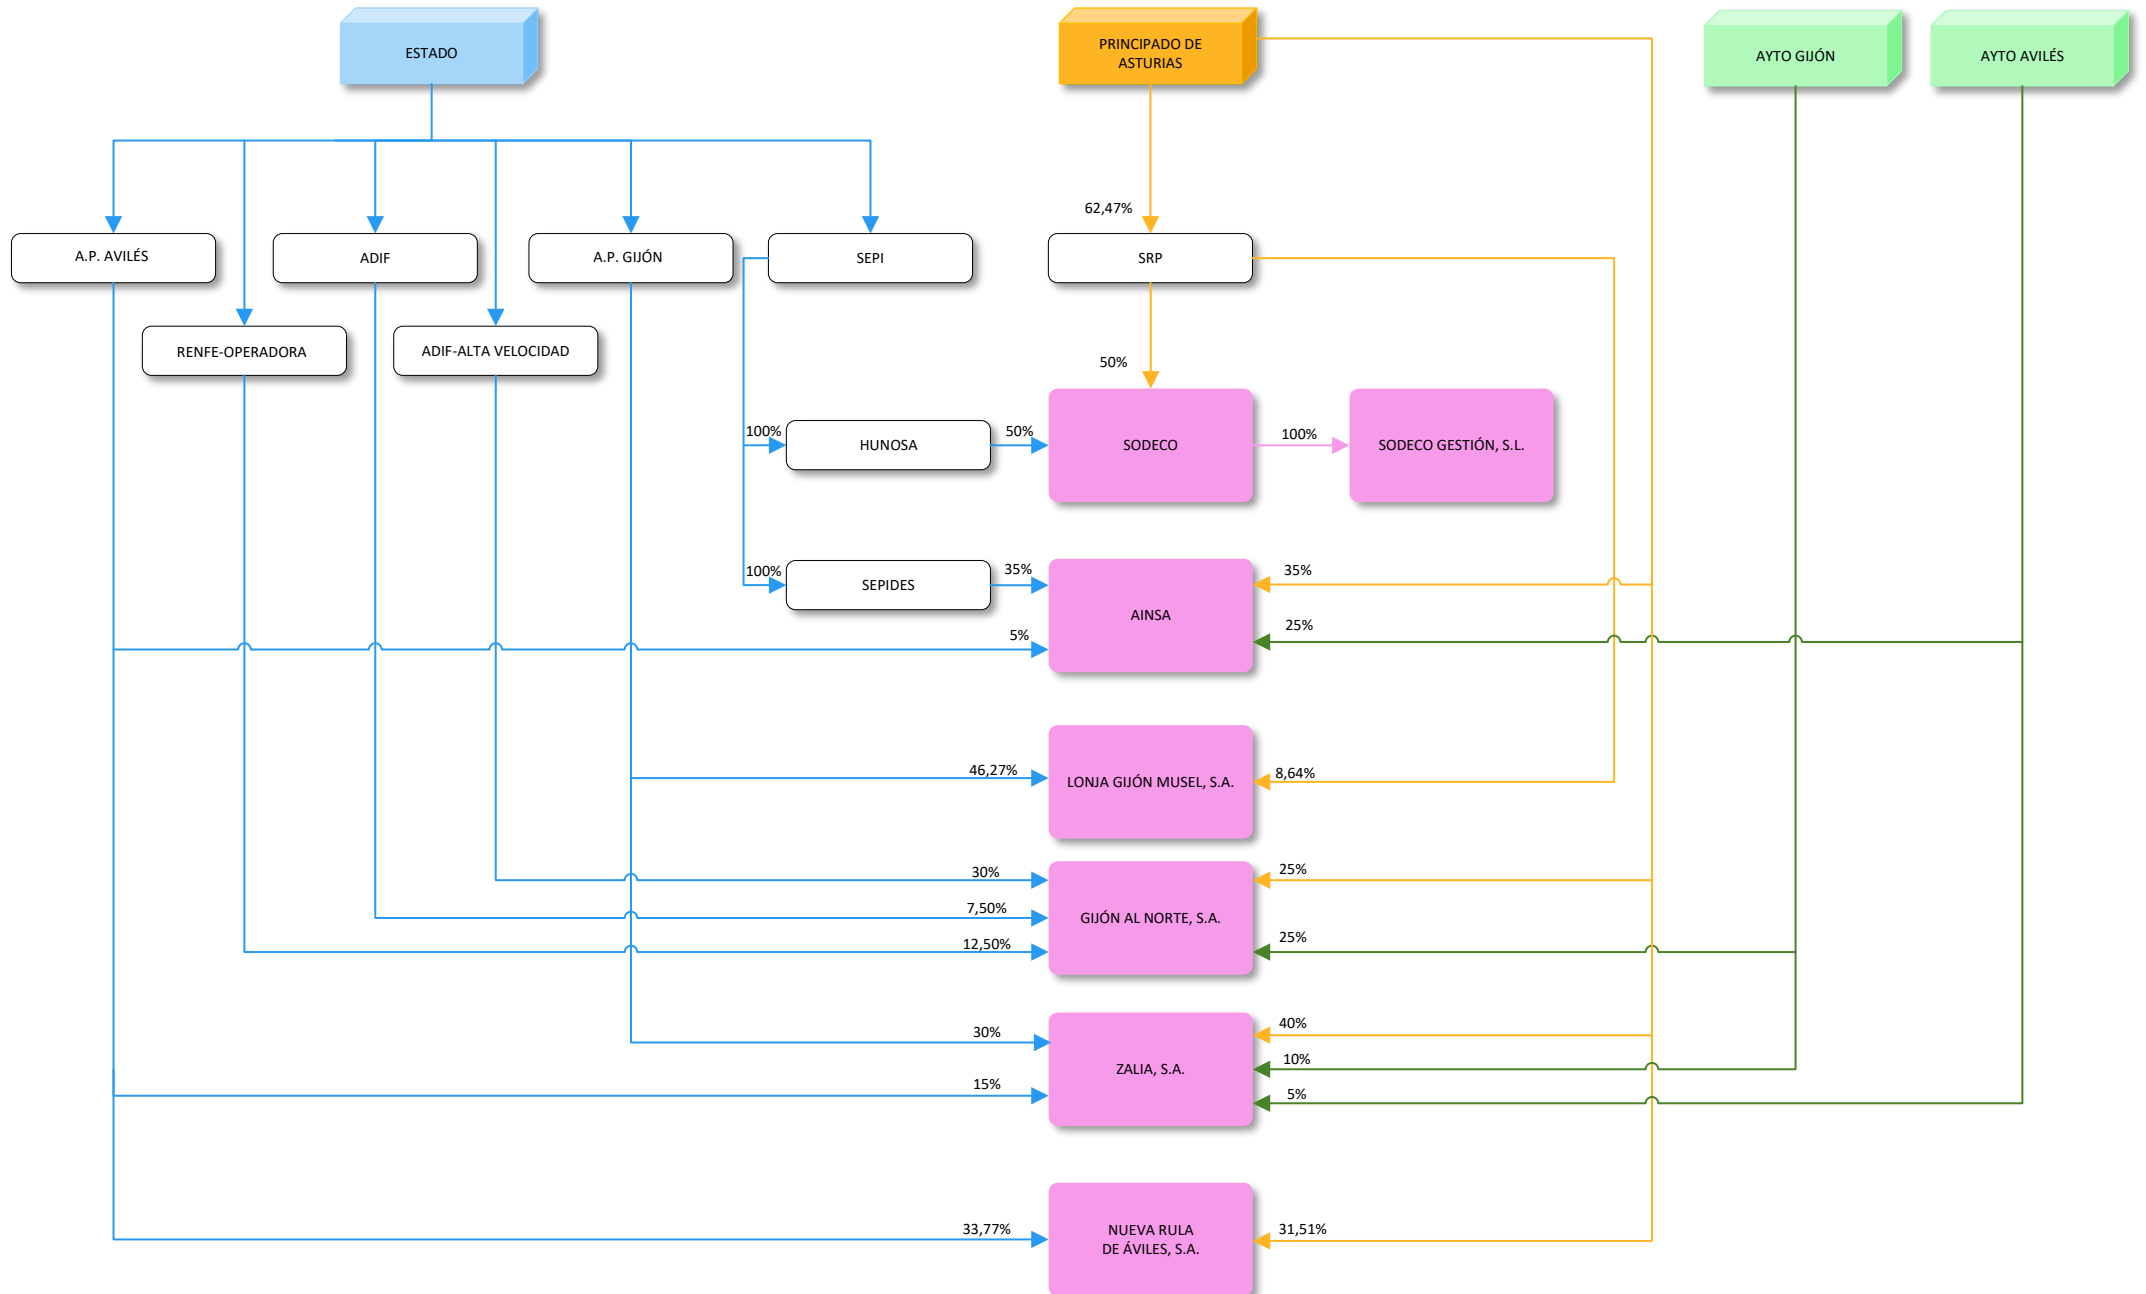 ESTADO
PRINCIPADO DE
ASTURIAS
AYTO GIJÓN
AYTO AVILÉS
62,47%
A.P. AVILÉS
ADIF
A.P. GIJÓN
SEPI
SRP
RENFE-OPERADORA
ADIF-ALTA VELOCIDAD
50%
100%
HUNOSA
50%
SODECO
100%
SODECO GESTIÓN, S.L.
100%
SEPIDES
35%
AINSA
35%
25%
5%
46,27%
LONJA GIJÓN MUSEL, S.A.
8,64%
30%
25%
7,50%
GIJÓN AL NORTE, S.A.
12,50%
25%
30%
40%
ZALIA, S.A.
10%
15%
5%
33,77%
NUEVA RULA
DE ÁVILES, S.A.
31,51%